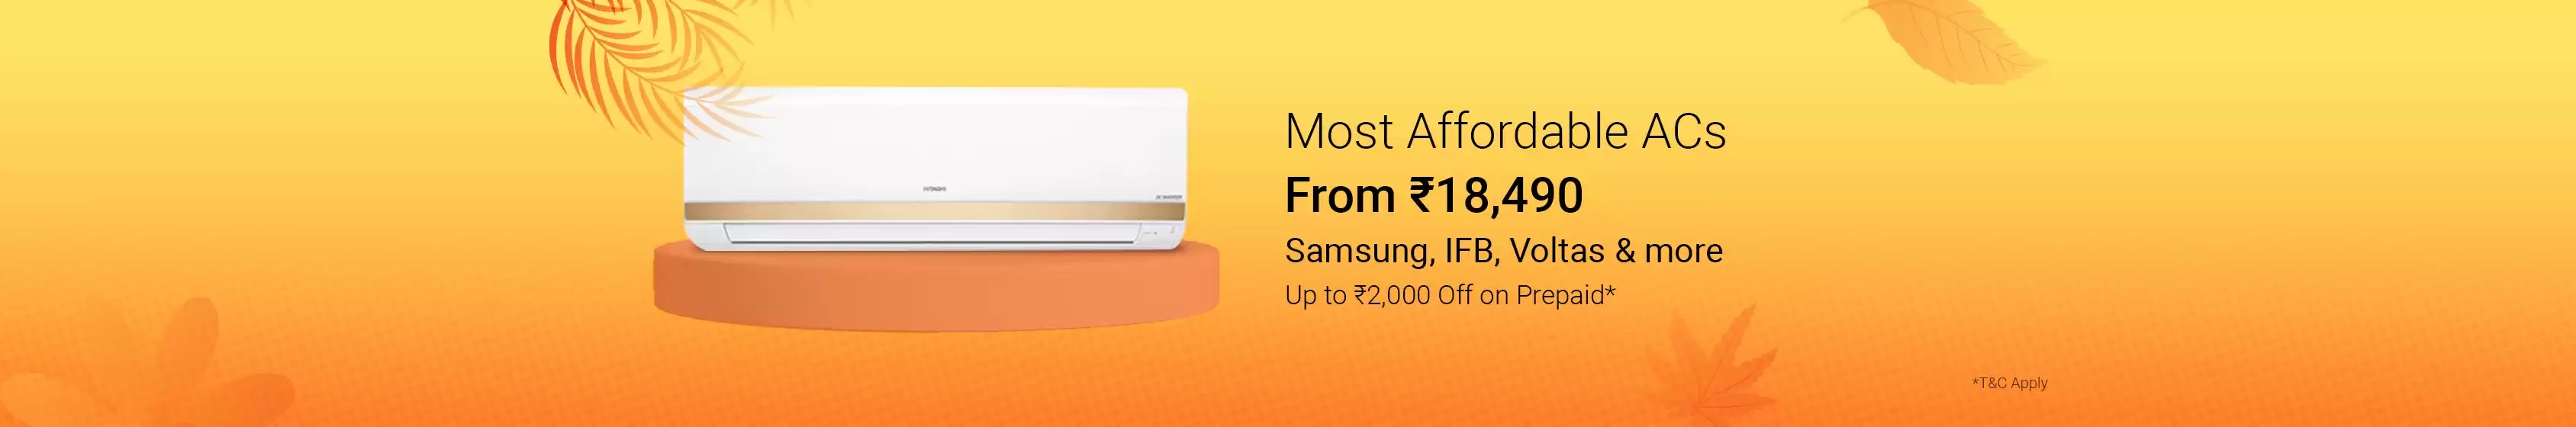 HITACHI
Most Affordable ACs
From ₹18,490
Samsung, IFB, Voltas & more
Up to ₹2,000 Off on Prepaid*
*T&C Apply